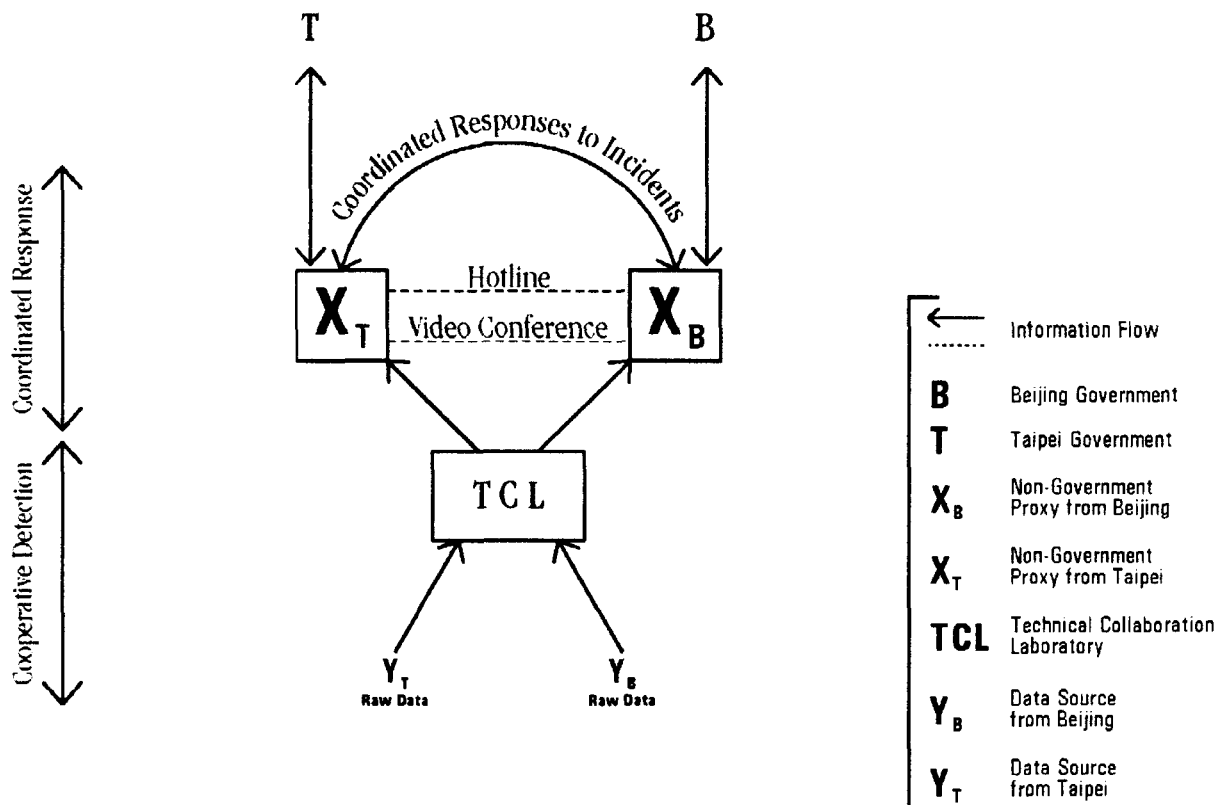 T
B
Coordinated Responses to Incidents
Coordinated Response
Hotline
X T
Video Conference
X B
TCL
Cooperative Detection
Y T
Raw Data
Y B
Raw Data
Information Flow
B
Beijing Government
T
Taipei Government
X B
Non-Government
Proxy from Beijing
X T
Non-Government
Proxy from Taipei
TCL
Technical Collaboration
Laboratory
Y B
Data Source
from Beijing
Y T
Data Source
from Taipei